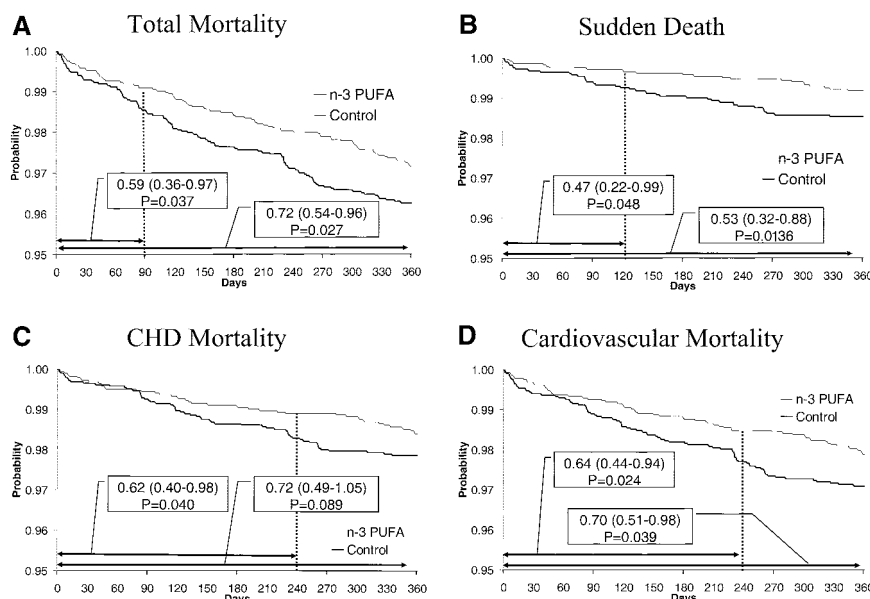 A
Total Mortality
1.00
0.99
0.98
0.97
0.96
0.95
Probability
n-3 PUFA
Control
0.59 (0.36-0.97)
P=0.037
0.72 (0.54-0.96)
P=0.027
0 30 60 90 120 150 180 210 240 270 300 330 360
Days
B
Sudden Death
1.00
0.99
0.98
0.97
0.96
0.95
Probability
n-3 PUFA
Control
0.47 (0.22-0.99)
P=0.048
0.53 (0.32-0.88)
P=0.0136
0 30 60 90 120 150 180 210 240 270 300 330 360
Days
C
CHD Mortality
1.00
0.99
0.98
0.97
0.96
0.95
Probability
0.62 (0.40-0.98)
P=0.040
0.72 (0.49-1.05)
P=0.089
n-3 PUFA
Control
0 30 60 90 120 150 180 210 240 270 300 330 360
Days
D
Cardiovascular Mortality
1.00
0.99
0.98
0.97
0.96
0.95
Probability
n-3 PUFA
Control
0.64 (0.44-0.94)
P=0.024
0.70 (0.51-0.98)
P=0.039
0 30 60 90 120 150 180 210 240 270 300 330 360
Days